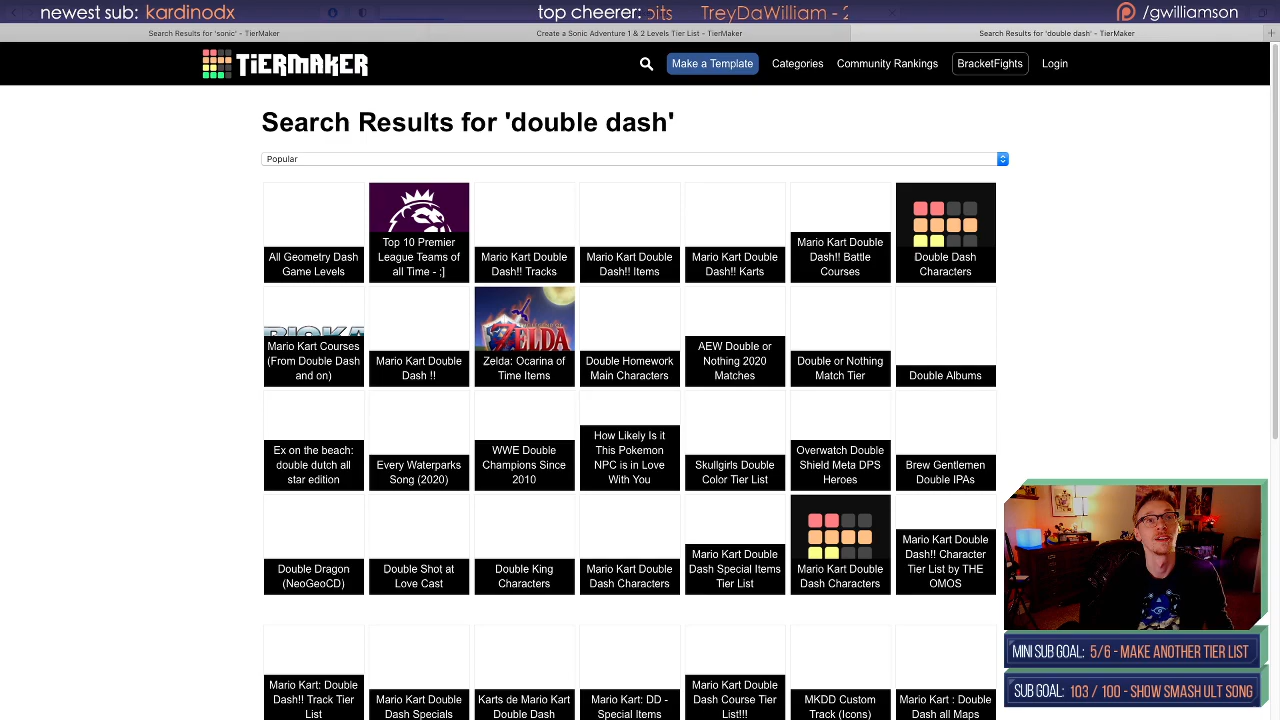 newest sub: kardinodx
top cheerer: bits TreyDaWilliam - 2
/gwilliamson
Search Results for 'sonic' - TierMaker
Create a Sonic Adventure 1 & 2 Levels Tier List - TierMaker
Search Results for 'double dash' - TierMaker
TiERMAKER
Make a Template
Categories
Community Rankings
BracketFights
Login
Search Results for 'double dash'
Popular
All Geometry Dash
Game Levels
Top 10 Premier
League Teams of
all Time - ;]
Mario Kart Double
Dash!! Tracks
Mario Kart Double
Dash!! Items
Mario Kart Double
Dash!! Karts
Mario Kart Double
Dash!! Battle
Courses
Double Dash
Characters
Mario Kart Courses
(From Double Dash
and on)
Mario Kart Double
Dash !!
ZELDA
Zelda: Ocarina of
Time Items
Double Homework
Main Characters
AEW Double or
Nothing 2020
Matches
Double or Nothing
Match Tier
Double Albums
Ex on the beach:
double dutch all
star edition
Every Waterparks
Song (2020)
WWE Double
Champions Since
2010
How Likely Is it
This Pokemon
NPC is in Love
With You
Skullgirls Double
Color Tier List
Overwatch Double
Shield Meta DPS
Heroes
Brew Gentlemen
Double IPAs
Double Dragon
(NeoGeoCD)
Double Shot at
Love Cast
Double King
Characters
Mario Kart Double
Dash Characters
Mario Kart Double
Dash Special Items
Tier List
Mario Kart Double
Dash Characters
Mario Kart Double
Dash!! Character
Tier List by THE
OMOS
Mario Kart: Double
Dash!! Track Tier
List
Mario Kart Double
Dash Specials
Karts de Mario Kart
Double Dash
Mario Kart: DD -
Special Items
Mario Kart Double
Dash Course Tier
List!!!
MKDD Custom
Track (Icons)
Mario Kart : Double
Dash all Maps
MINI SUB GOAL: 5/6 - MAKE ANOTHER TIER LIST
SUB GOAL: 103 / 100 - SHOW SMASH ULT SONG